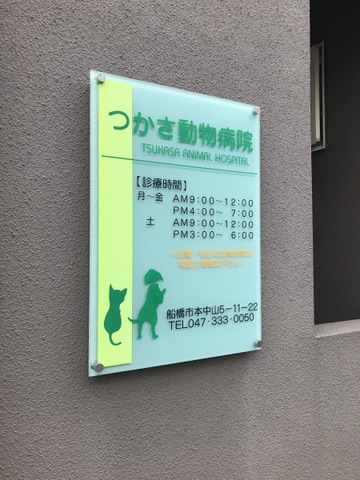 つかさ動物病院
TSUKASA ANIMAL HOSPITAL
【診療時間】
月〜金 AM9:00〜12:00
PM4:00〜 7:00
土 AM9:00〜12:00
PM3:00〜 6:00
船橋市本中山5-11-22
TEL047・333・0050